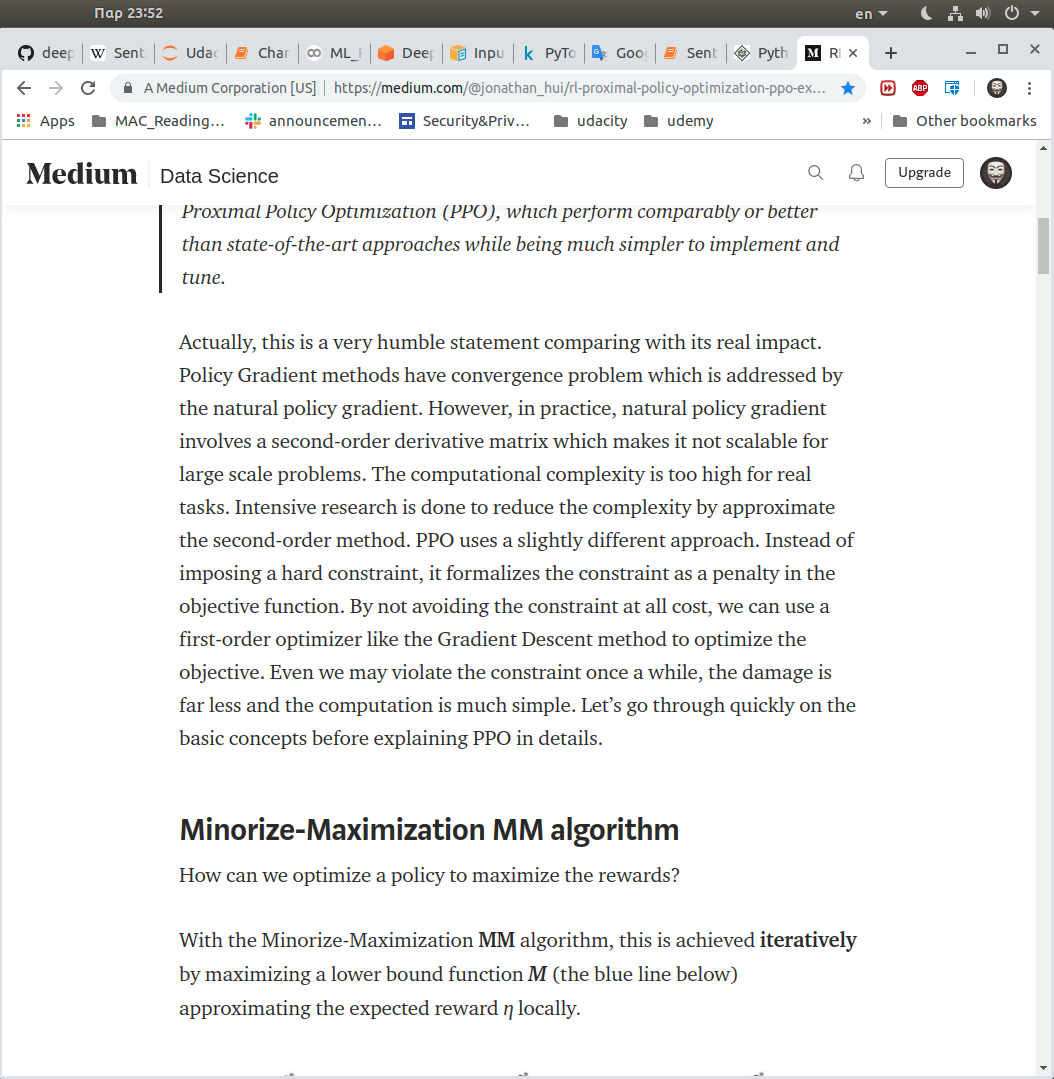 Παρ 23:52
en
deep
Sent
Udac
Char
ML_F
Deep
Inpu
PyTo
Goog
Sent
Pyth
RL
A Medium Corporation [US] | https://medium.com/@jonathan_hui/rl-proximal-policy-optimization-ppo-ex...
ABP
Apps MAC_Reading... announcemen... Security&Priv... udacity udemy » Other bookmarks
Medium Data Science Upgrade
Proximal Policy Optimization (PPO), which perform comparably or better
than state-of-the-art approaches while being much simpler to implement and
tune.
Actually, this is a very humble statement comparing with its real impact.
Policy Gradient methods have convergence problem which is addressed by
the natural policy gradient. However, in practice, natural policy gradient
involves a second-order derivative matrix which makes it not scalable for
large scale problems. The computational complexity is too high for real
tasks. Intensive research is done to reduce the complexity by approximate
the second-order method. PPO uses a slightly different approach. Instead of
imposing a hard constraint, it formalizes the constraint as a penalty in the
objective function. By not avoiding the constraint at all cost, we can use a
first-order optimizer like the Gradient Descent method to optimize the
objective. Even we may violate the constraint once a while, the damage is
far less and the computation is much simple. Let’s go through quickly on the
basic concepts before explaining PPO in details.
Minorize-Maximization MM algorithm
How can we optimize a policy to maximize the rewards?
With the Minorize-Maximization MM algorithm, this is achieved iteratively
by maximizing a lower bound function M (the blue line below)
approximating the expected reward η locally.